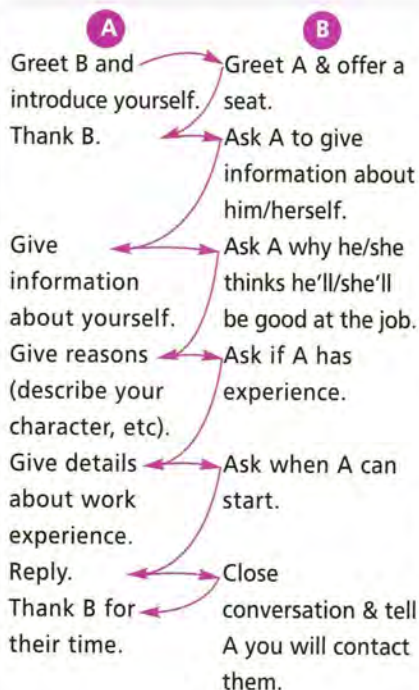 A
Greet B and
introduce yourself.
Thank B.
Give
information
about yourself.
Give reasons
(describe your
character, etc).
Give details
about work
experience.
Reply.
Thank B for
their time.
B
Greet A & offer a
seat.
Ask A to give
information about
him/herself.
Ask A why he/she
thinks he'll/she'll
be good at the job.
Ask if A has
experience.
Ask when A can
start.
Close
conversation & tell
A you will contact
them.